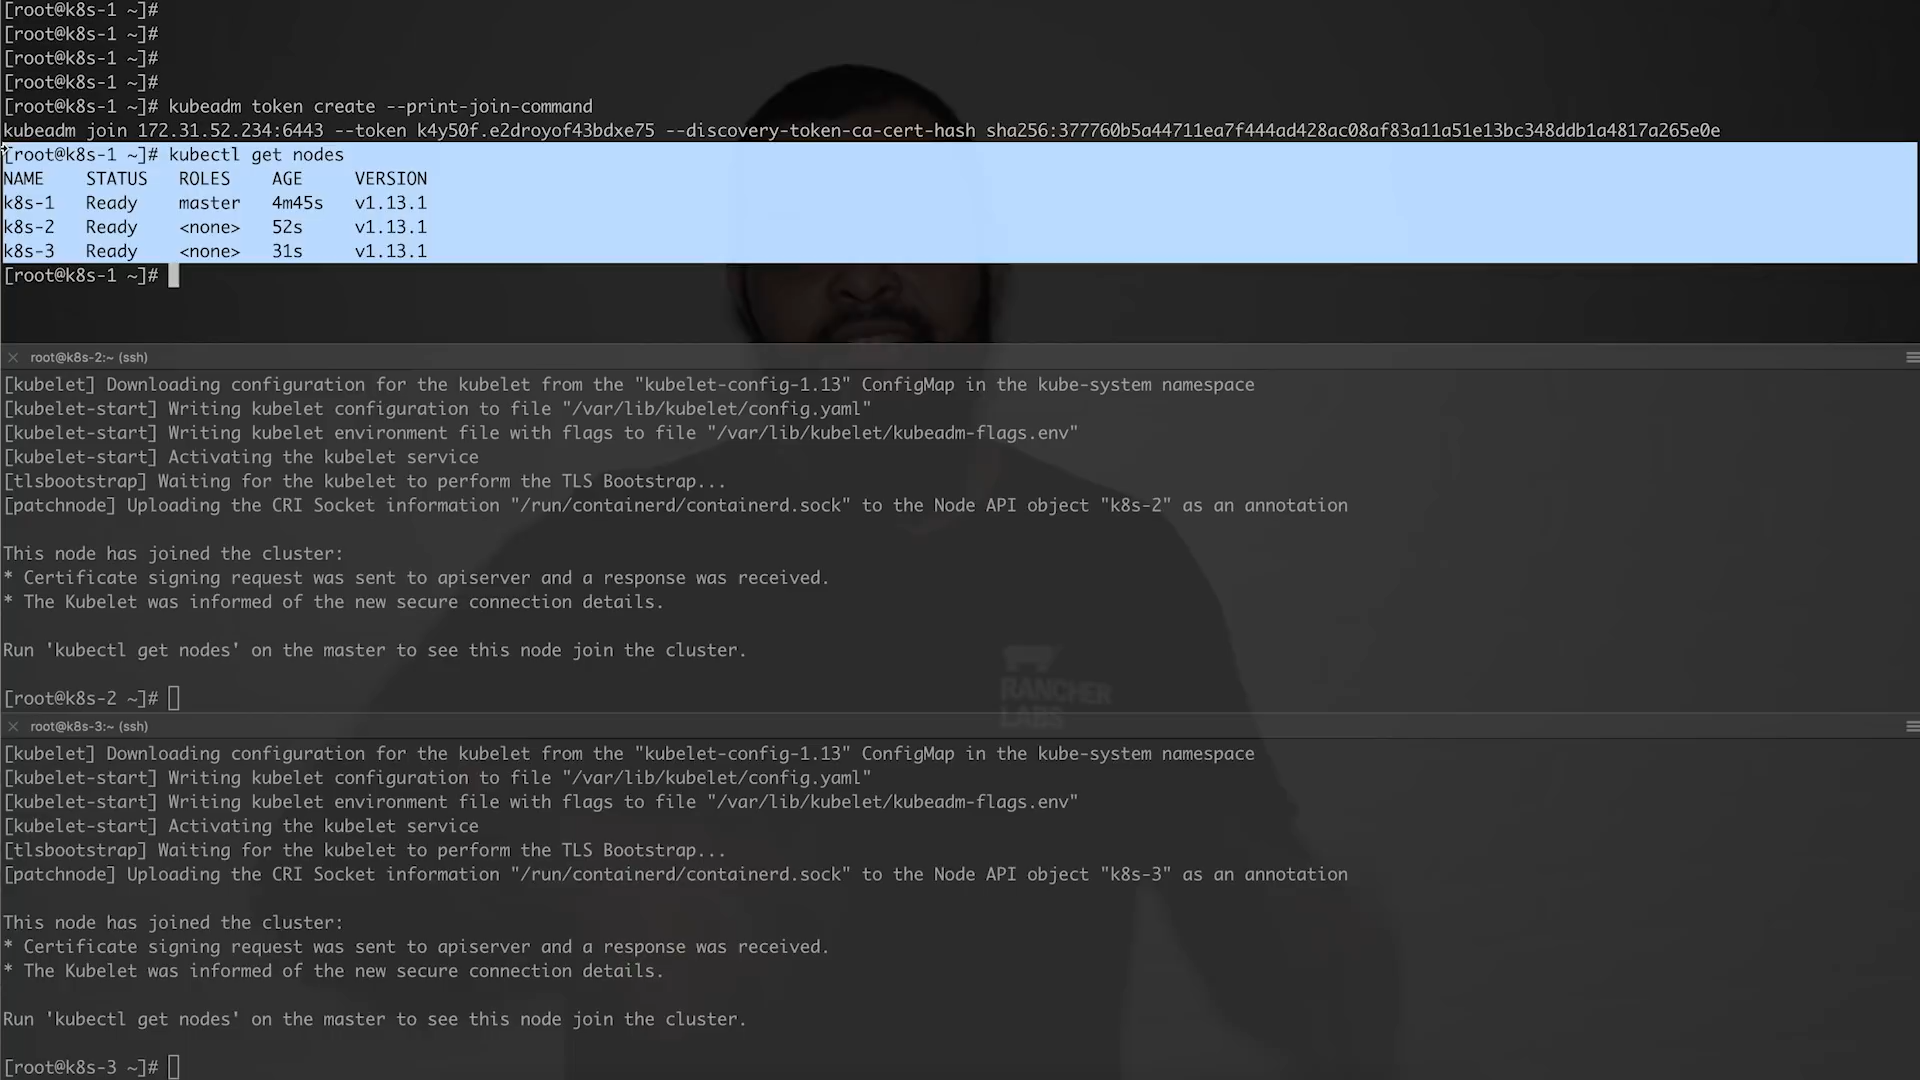 [root@k8s-1 ~]#
[root@k8s-1 ~]#
[root@k8s-1 ~]#
[root@k8s-1 ~]#
[root@k8s-1 ~]# kubeadm token create --print-join-command
kubeadm join 172.31.52.234:6443 --token k4y50f.e2droyof43bdxe75 --discovery-token-ca-cert-hash sha256:377760b5a44711ea7f444ad428ac08af83a11a51e13bc348ddb1a4817a265e0e
[root@k8s-1 ~]# kubectl get nodes
NAME STATUS ROLES AGE VERSION
k8s-1 Ready master 4m45s v1.13.1
k8s-2 Ready <none> 52s v1.13.1
k8s-3 Ready <none> 31s v1.13.1
[root@k8s-1 ~]#
root@k8s-2:~ (ssh)
[kubelet] Downloading configuration for the kubelet from the "kubelet-config-1.13" ConfigMap in the kube-system namespace
[kubelet-start] Writing kubelet configuration to file "/var/lib/kubelet/config.yaml"
[kubelet-start] Writing kubelet environment file with flags to file "/var/lib/kubelet/kubeadm-flags.env"
[kubelet-start] Activating the kubelet service
[tlsbootstrap] Waiting for the kubelet to perform the TLS Bootstrap...
[patchnode] Uploading the CRI Socket information "/run/containerd/containerd.sock" to the Node API object "k8s-2" as an annotation
This node has joined the cluster:
* Certificate signing request was sent to apiserver and a response was received.
* The Kubelet was informed of the new secure connection details.
Run 'kubectl get nodes' on the master to see this node join the cluster.
[root@k8s-2 ~]#
RANCHER
LABS
root@k8s-3:~ (ssh)
[kubelet] Downloading configuration for the kubelet from the "kubelet-config-1.13" ConfigMap in the kube-system namespace
[kubelet-start] Writing kubelet configuration to file "/var/lib/kubelet/config.yaml"
[kubelet-start] Writing kubelet environment file with flags to file "/var/lib/kubelet/kubeadm-flags.env"
[kubelet-start] Activating the kubelet service
[tlsbootstrap] Waiting for the kubelet to perform the TLS Bootstrap...
[patchnode] Uploading the CRI Socket information "/run/containerd/containerd.sock" to the Node API object "k8s-3" as an annotation
This node has joined the cluster:
* Certificate signing request was sent to apiserver and a response was received.
* The Kubelet was informed of the new secure connection details.
Run 'kubectl get nodes' on the master to see this node join the cluster.
[root@k8s-3 ~]#